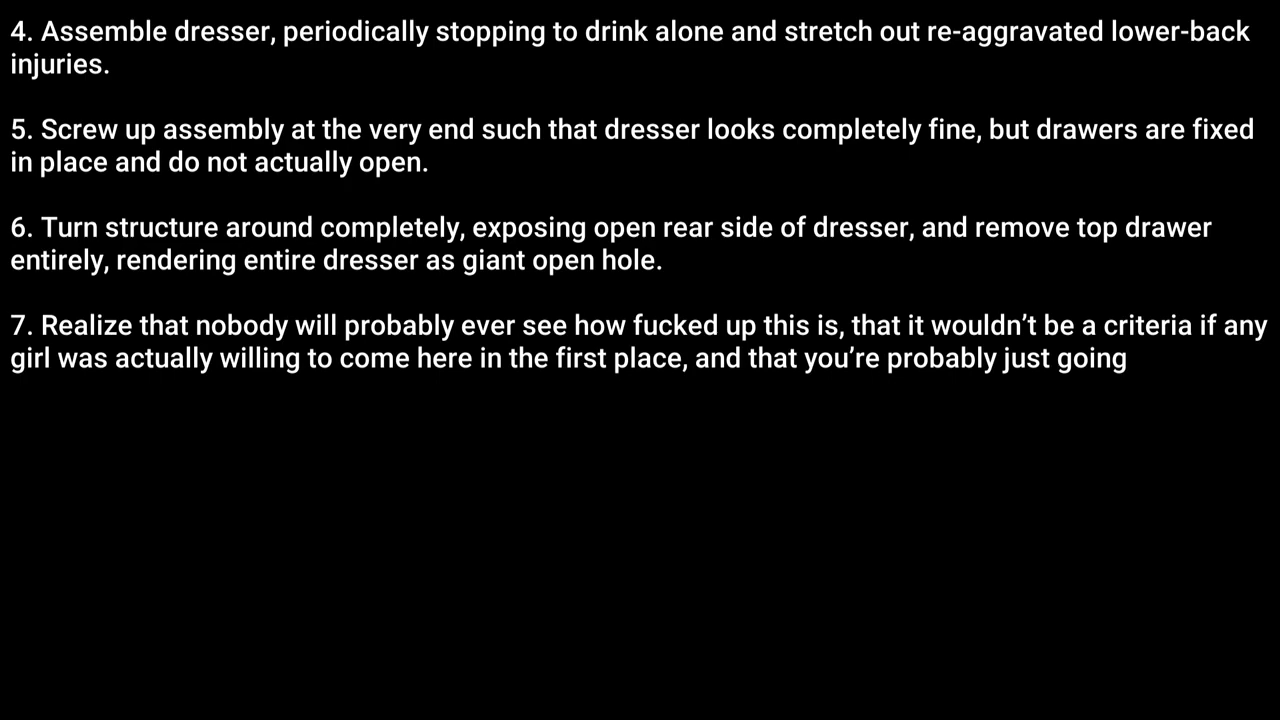 4. Assemble dresser, periodically stopping to drink alone and stretch out re-aggravated lower-back
injuries.
5. Screw up assembly at the very end such that dresser looks completely fine, but drawers are fixed
in place and do not actually open.
6. Turn structure around completely, exposing open rear side of dresser, and remove top drawer
entirely, rendering entire dresser as giant open hole.
7. Realize that nobody will probably ever see how fucked up this is, that it wouldn’t be a criteria if any
girl was actually willing to come here in the first place, and that you’re probably just going